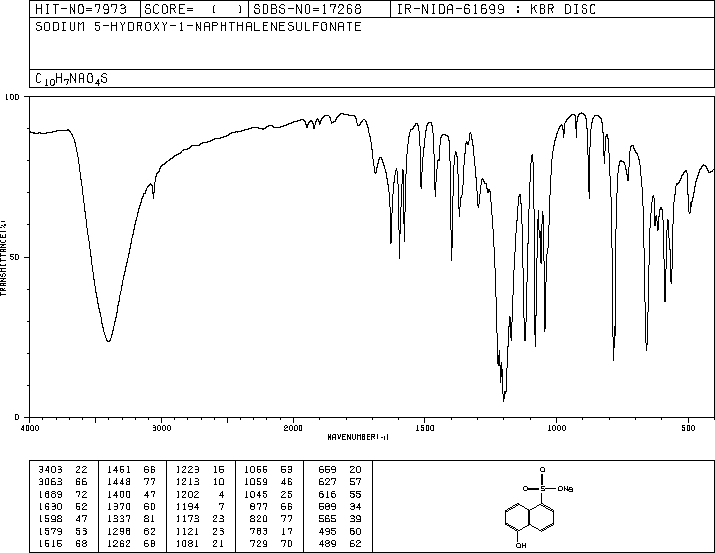 HIT-NO=7973 SCORE= ( ) SDBS-NO=17268 IR-NIDA-61699 : KBR DISC
SODIUM 5-HYDROXY-1-NAPHTHALENESULFONATE
C10H7NAO4S
100
50
0
TRANSMITTANCE(%)
4000 3000 2000 1500 1000 500
WAVENUMBER(-1)
3403 22 1461 66 1223 16 1066 63 659 20
3063 66 1448 77 1213 10 1059 46 627 57
1689 72 1400 47 1202 4 1045 25 616 55
1630 52 1370 60 1194 7 877 66 589 34
1598 47 1337 81 1173 23 820 77 565 39
1579 53 1298 62 1121 23 783 17 495 60
1515 68 1262 68 1081 21 729 70 489 62
O
O S ONa
OH